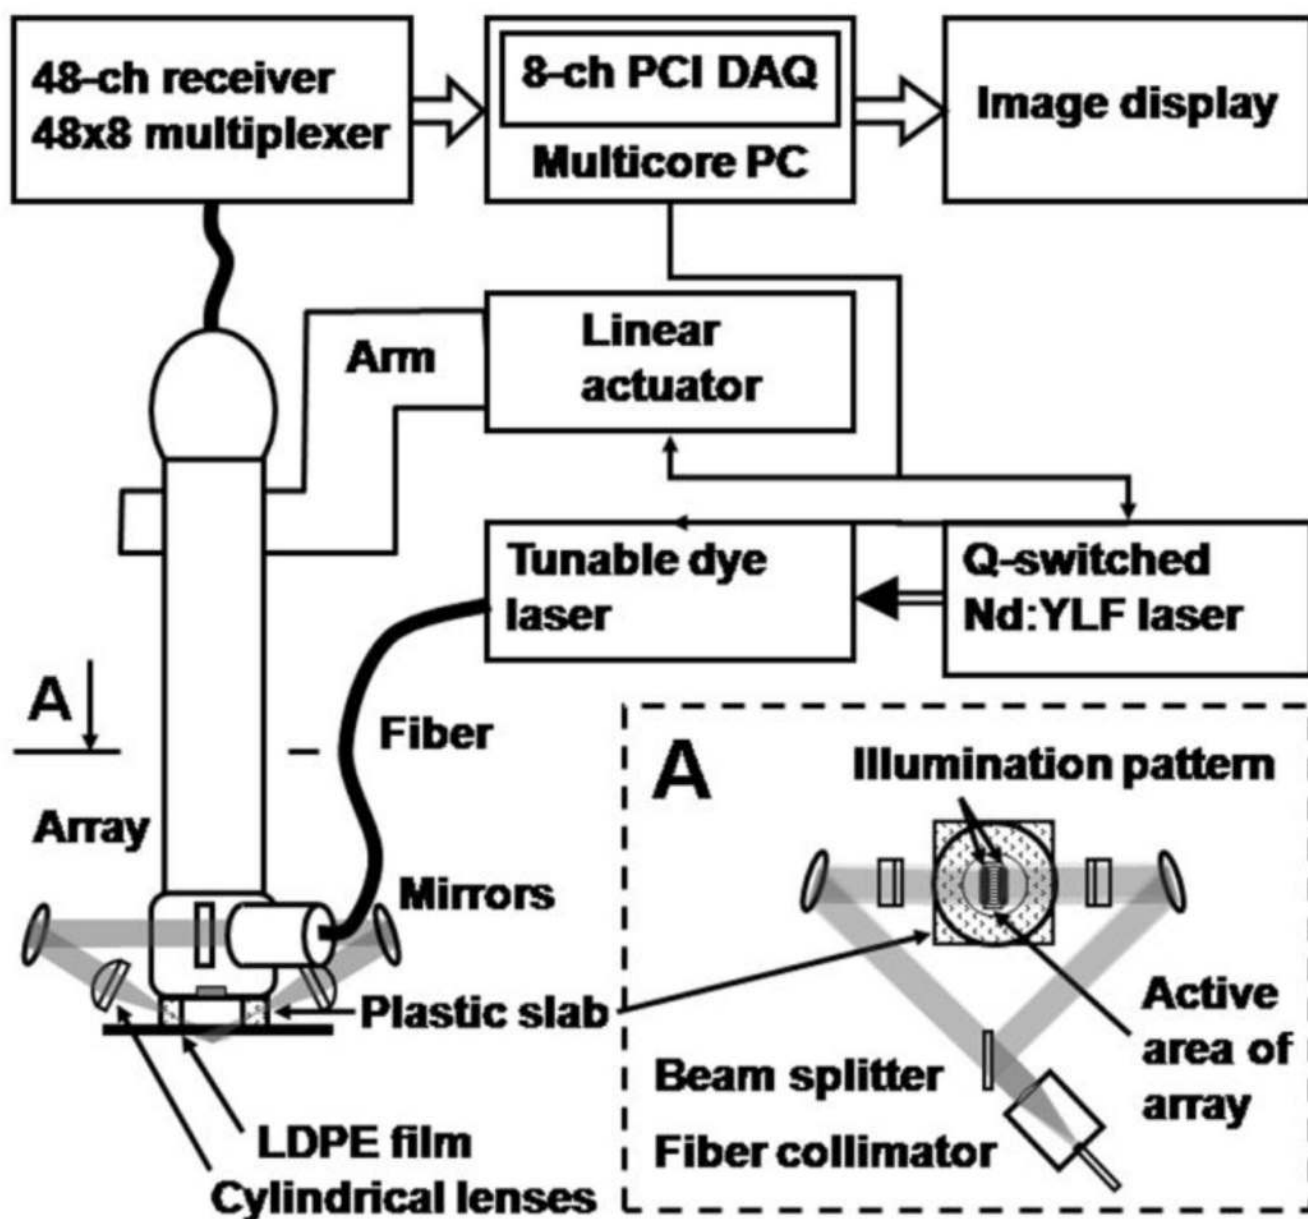 48-ch receiver
48x8 multiplexer
8-ch PCI DAQ
Multicore PC
Image display
Arm
Linear
actuator
Tunable dye
laser
Q-switched
Nd:YLF laser
A
Fiber
Array
Mirrors
Plastic slab
LDPE film
Cylindrical lenses
A
Illumination pattern
Active
area of
array
Beam splitter
Fiber collimator